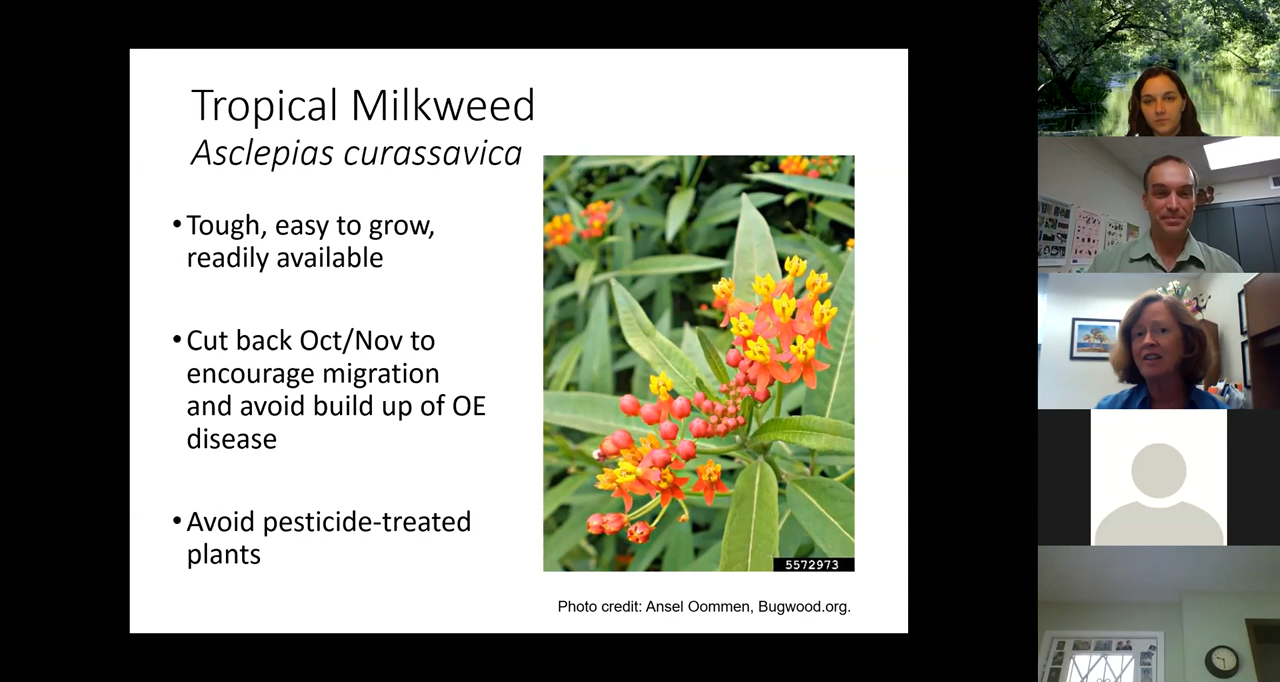 Tropical Milkweed
Asclepias curassavica
•Tough, easy to grow,
readily available
•Cut back Oct/Nov to
encourage migration
and avoid build up of OE
disease
•Avoid pesticide-treated
plants
5572973
Photo credit: Ansel Oommen, Bugwood.org.